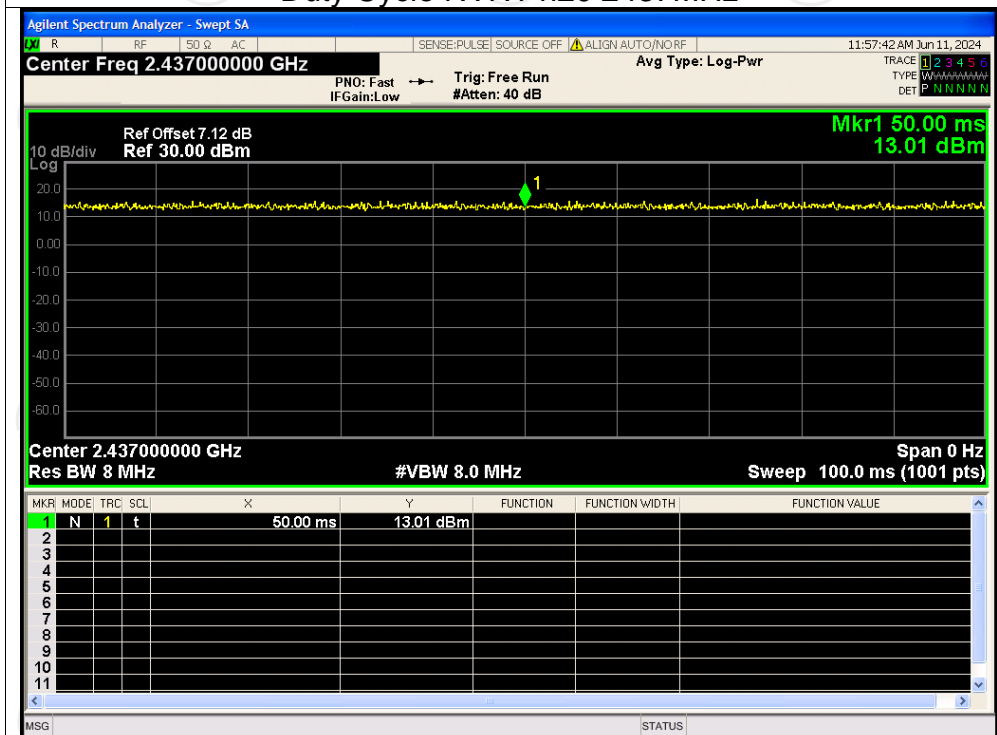 Agilent Spectrum Analyzer - Swept SA
LXI R RF 50 Ω AC SENSE:PULSE SOURCE OFF ALIGN AUTO/NO RF 11:57:42 AM Jun 11, 2024
Center Freq 2.437000000 GHz Avg Type: Log-Pwr TRACE 1 2 3 4 5 6
PNO: Fast Trig: Free Run TYPE W
IFGain:Low #Atten: 40 dB DET P N N N N N
Mkr1 50.00 ms
Ref Offset 7.12 dB
10 dB/div Ref 30.00 dBm 13.01 dBm
Log
1
20.0
10.0
0.00
-10.0
-20.0
-30.0
-40.0
-50.0
-60.0
Center 2.437000000 GHz Span 0 Hz
Res BW 8 MHz #VBW 8.0 MHz Sweep 100.0 ms (1001 pts)
MKR MODE TRC SCL X Y FUNCTION FUNCTION WIDTH FUNCTION VALUE
1 N 1 t 50.00 ms 13.01 dBm
2
3
4
5
6
7
8
9
10
11
MSG STATUS